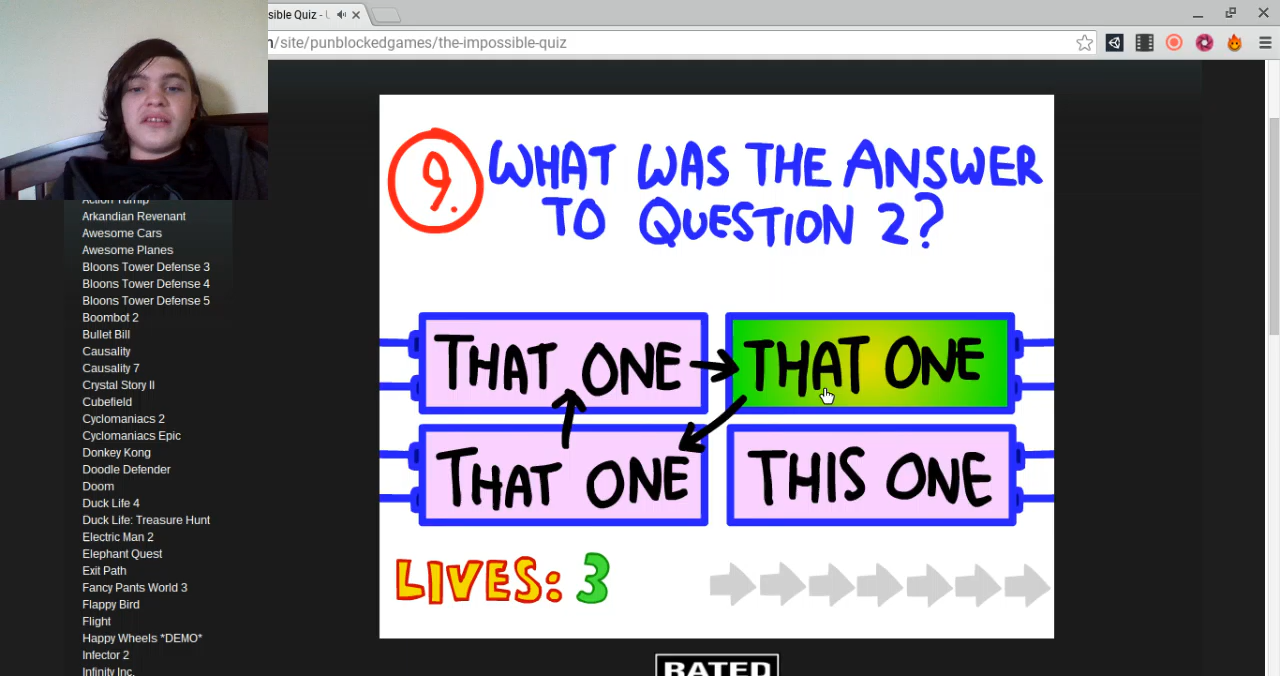 sible Quiz - U
/site/punblockedgames/the-impossible-quiz
Arkandian Revenant
Awesome Cars
Awesome Planes
Bloons Tower Defense 3
Bloons Tower Defense 4
Bloons Tower Defense 5
Boombot 2
Bullet Bill
Causality
Causality 7
Crystal Story II
Cubefield
Cyclomaniacs 2
Cyclomaniacs Epic
Donkey Kong
Doodle Defender
Doom
Duck Life 4
Duck Life: Treasure Hunt
Electric Man 2
Elephant Quest
Exit Path
Fancy Pants World 3
Flappy Bird
Flight
Happy Wheels *DEMO*
Infector 2
Infinity Inc.
9. WHAT WAS THE ANSWER
TO QUESTION 2?
THAT ONE THAT ONE
THAT ONE THIS ONE
LIVES: 3
RATED